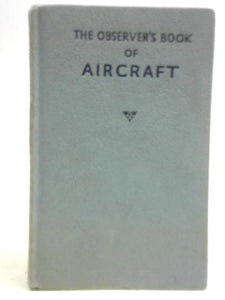 THE OBSERVER'S BOOK
OF
AIRCRAFT